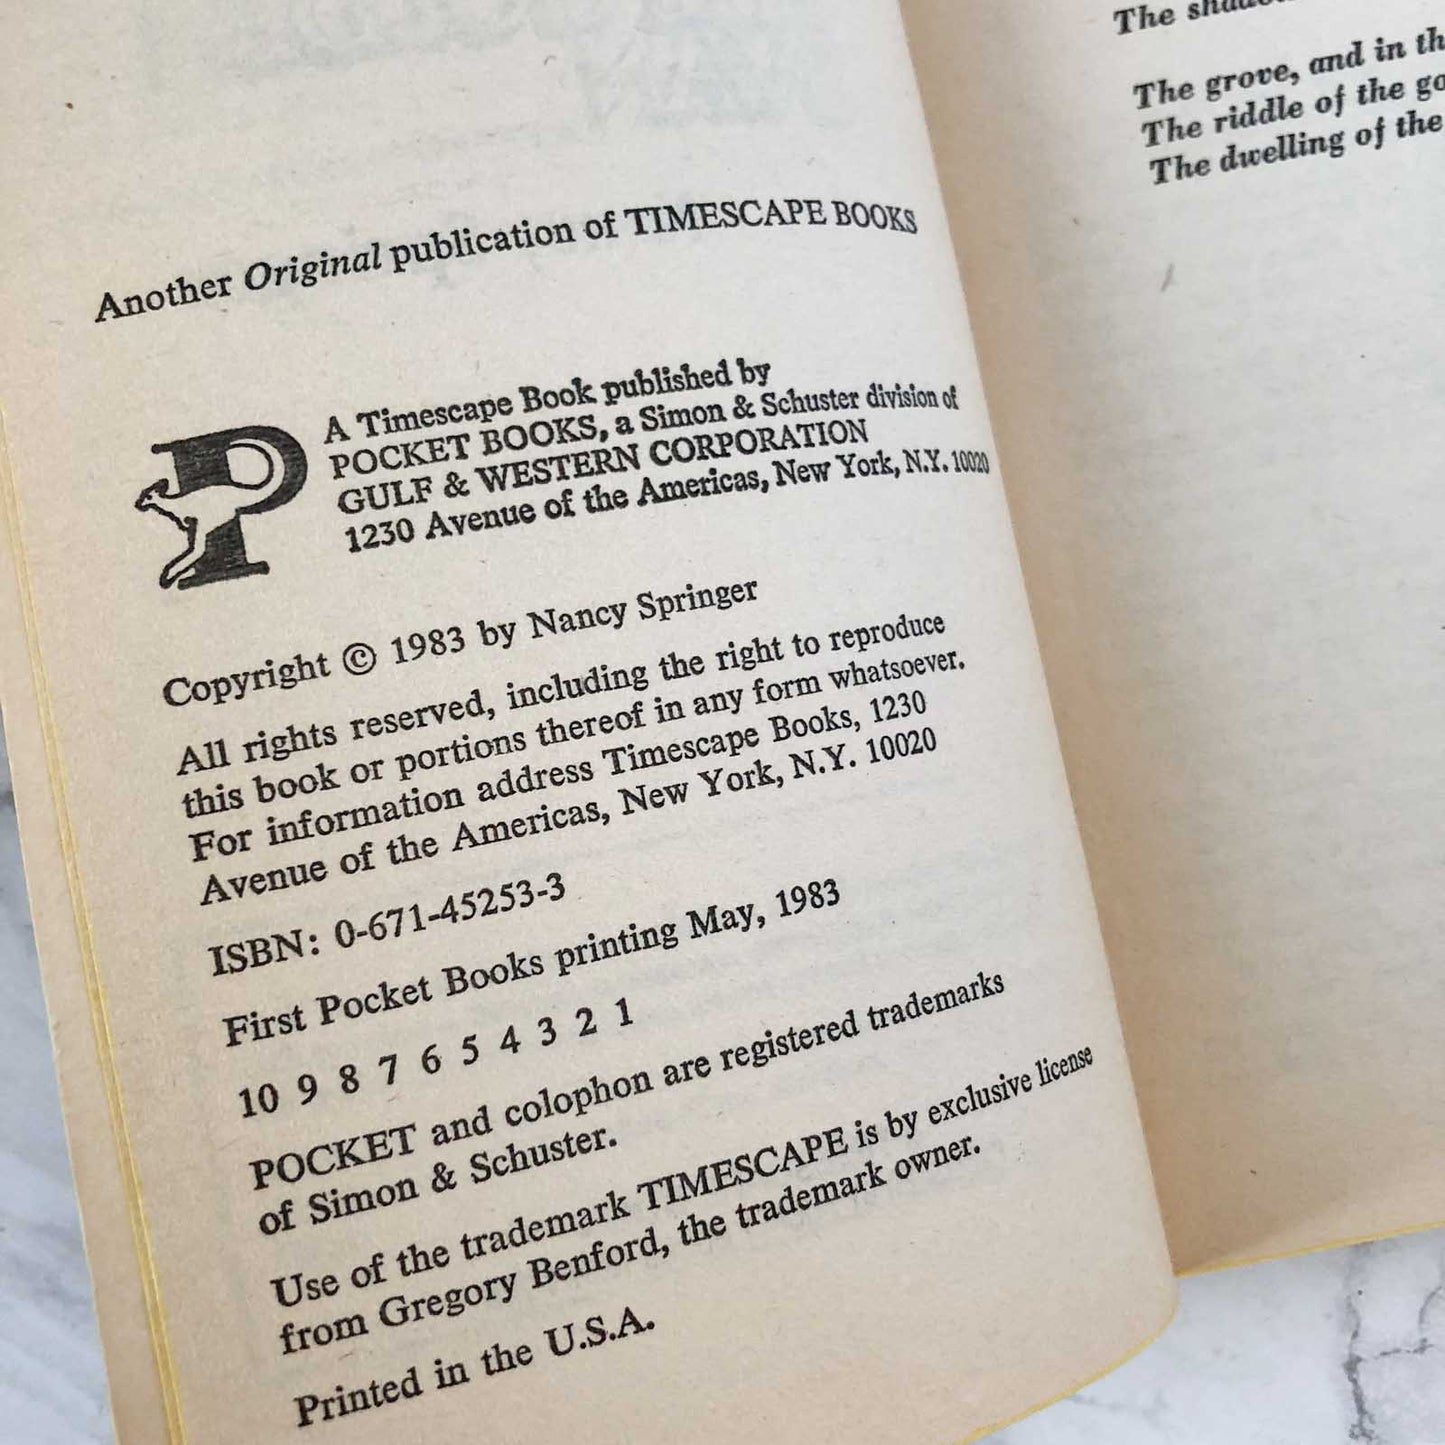 Another Original publication of TIMESCAPE BOOKS
A Timescape Book published by
POCKET BOOKS, a Simon & Schuster division of
GULF & WESTERN CORPORATION
1230 Avenue of the Americas, New York, N.Y. 10020
Copyright © 1983 by Nancy Springer
All rights reserved, including the right to reproduce
this book or portions thereof in any form whatsoever.
For information address Timescape Books, 1230
Avenue of the Americas, New York, N.Y. 10020
ISBN: 0-671-45253-3
First Pocket Books printing May, 1983
10 9 8 7 6 5 4 3 2 1
POCKET and colophon are registered trademarks
of Simon & Schuster.
Use of the trademark TIMESCAPE is by exclusive license
from Gregory Benford, the trademark owner.
Printed in the U.S.A.
The
The grove, and in
The riddle of the
The dwelling of the